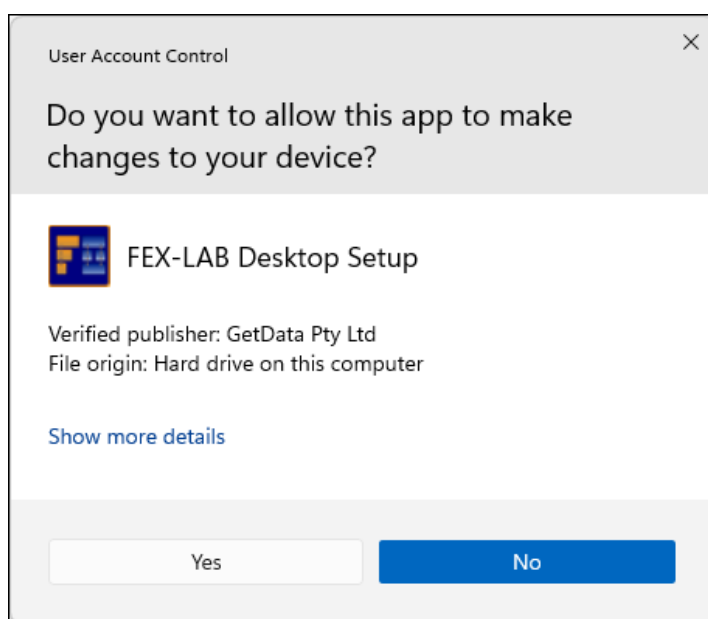 User Account Control
Do you want to allow this app to make
changes to your device?
FEX-LAB Desktop Setup
Verified publisher: GetData Pty Ltd
File origin: Hard drive on this computer
Show more details
Yes
No